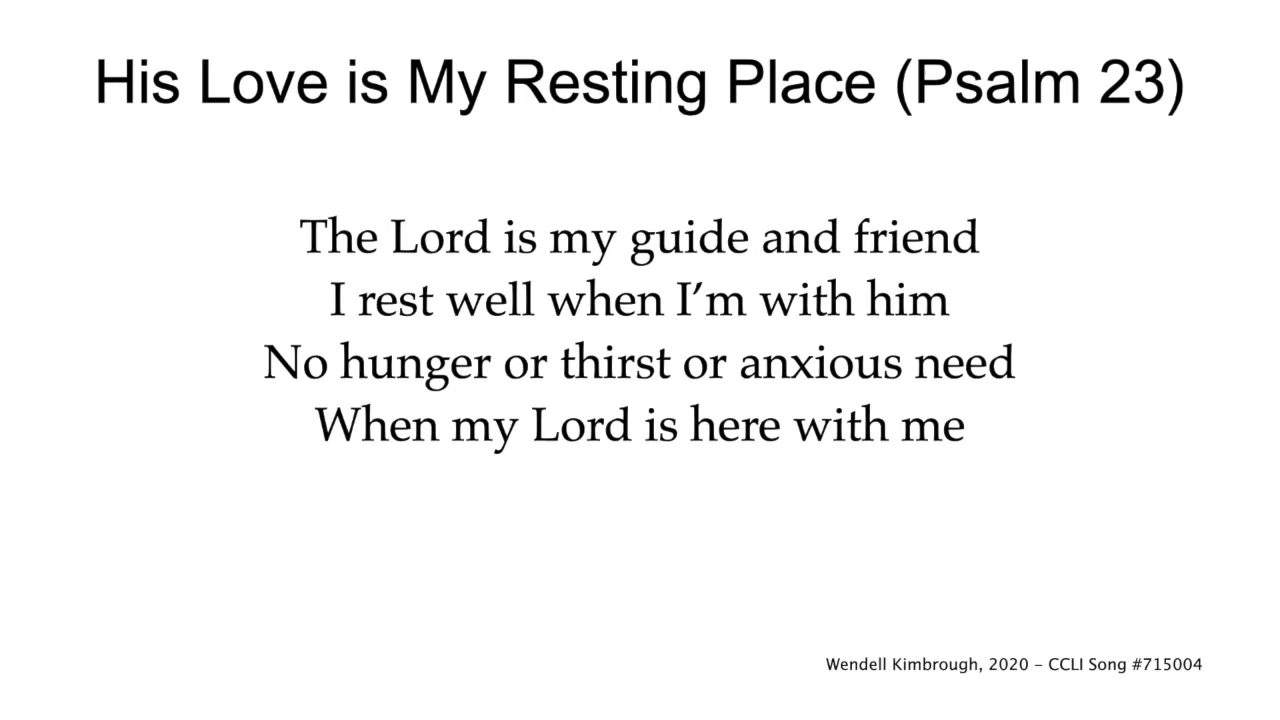 His Love is My Resting Place (Psalm 23)
The Lord is my guide and friend
I rest well when I’m with him
No hunger or thirst or anxious need
When my Lord is here with me
Wendell Kimbrough, 2020 – CCLI Song #715004